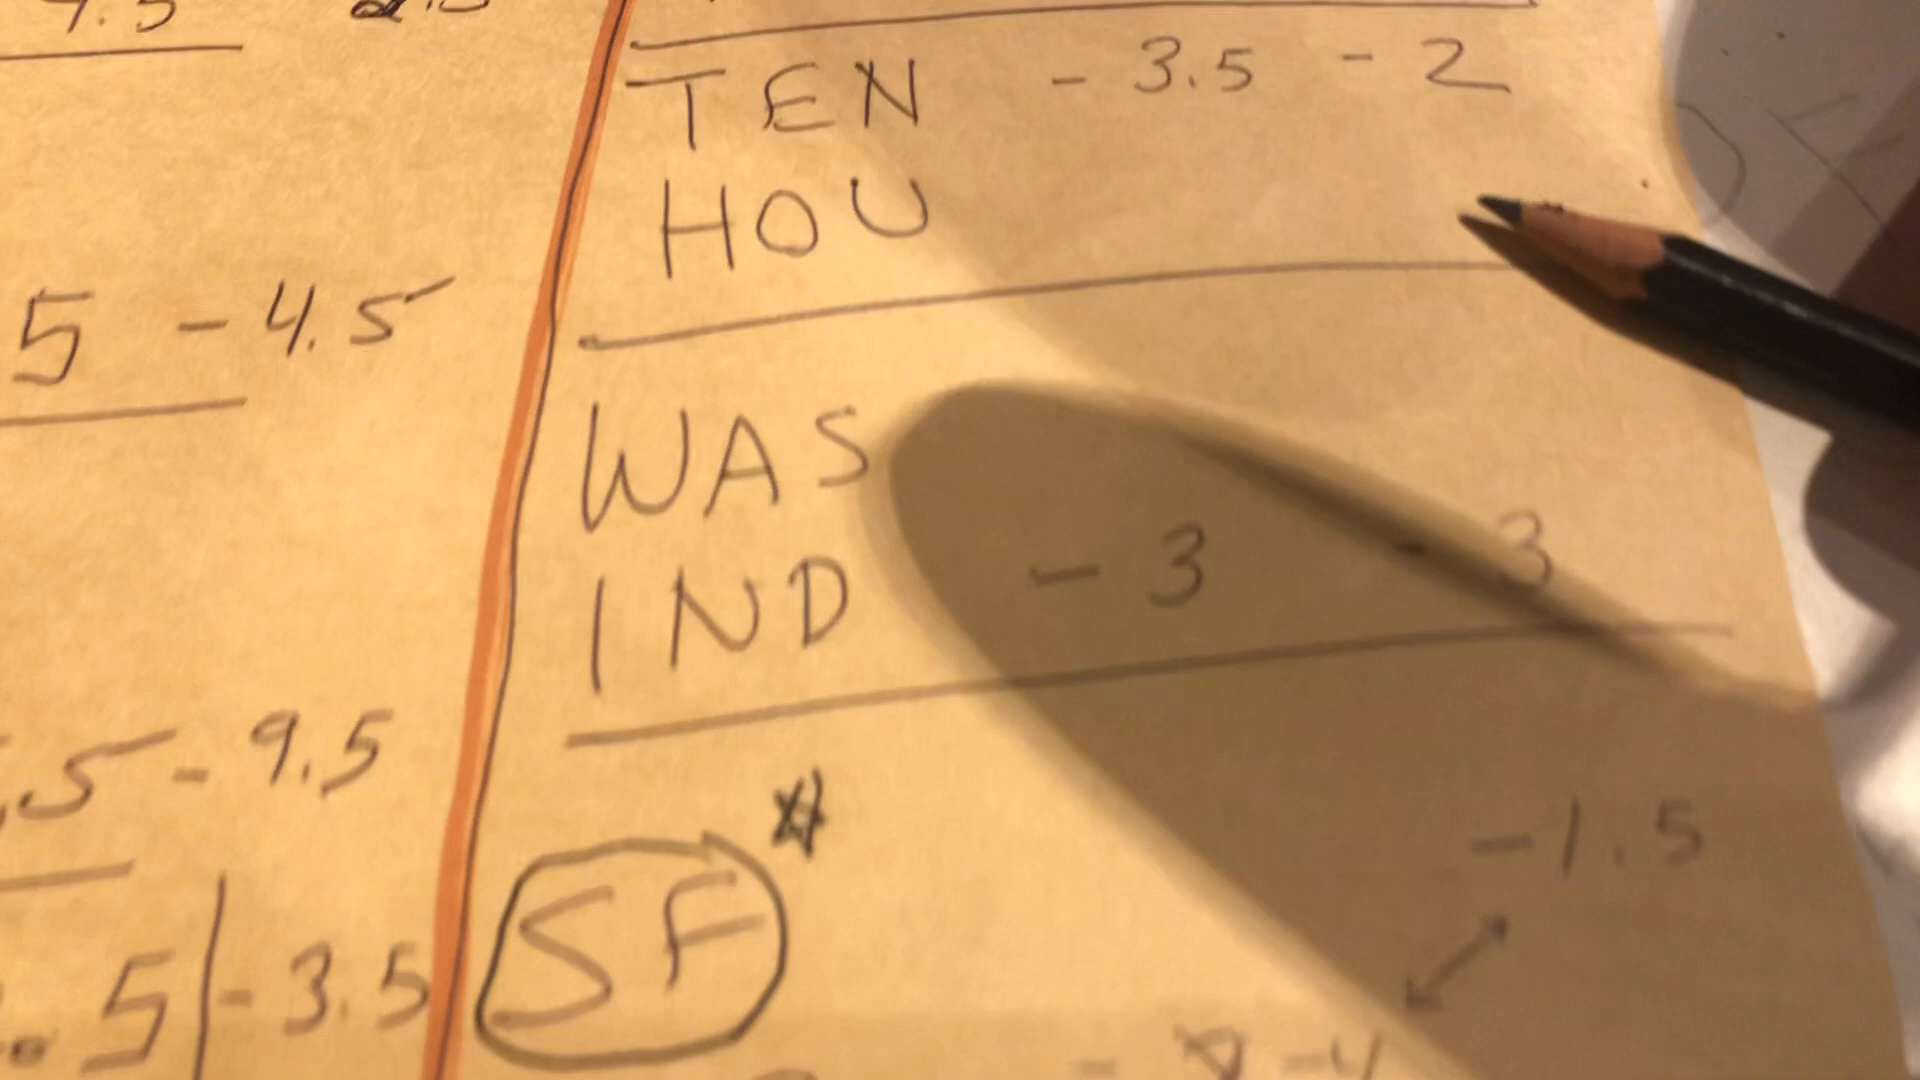 5 - 4.5
.5 - 9.5
. 5 | - 3.5
TEN - 3.5 - 2
HOU
WAS
IND - 3 - 3
SF
- 1.5
- 4